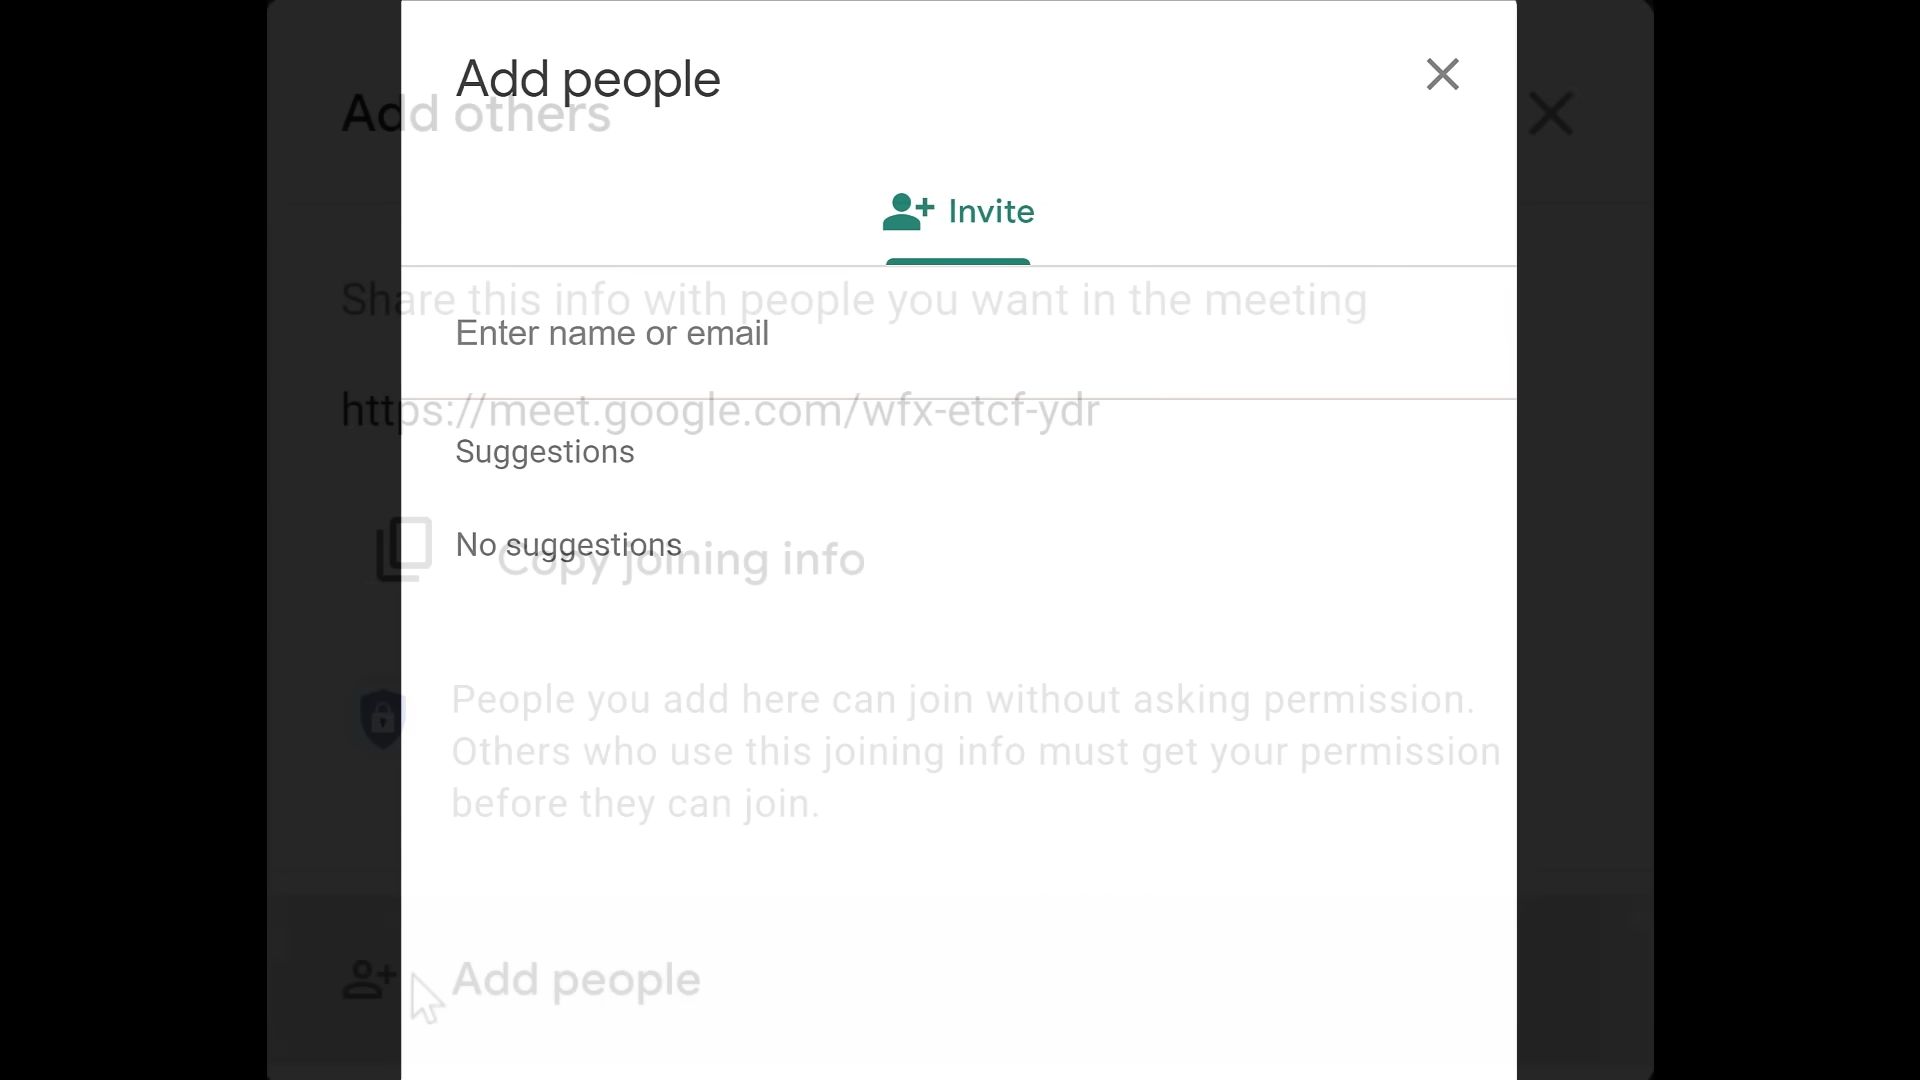 Add people
Add others
Invite
Share this info with people you want in the meeting
Enter name or email
https://meet.google.com/wfx-etcf-ydr
Suggestions
No suggestions
Copy joining info
People you add here can join without asking permission.
Others who use this joining info must get your permission
before they can join.
Add people